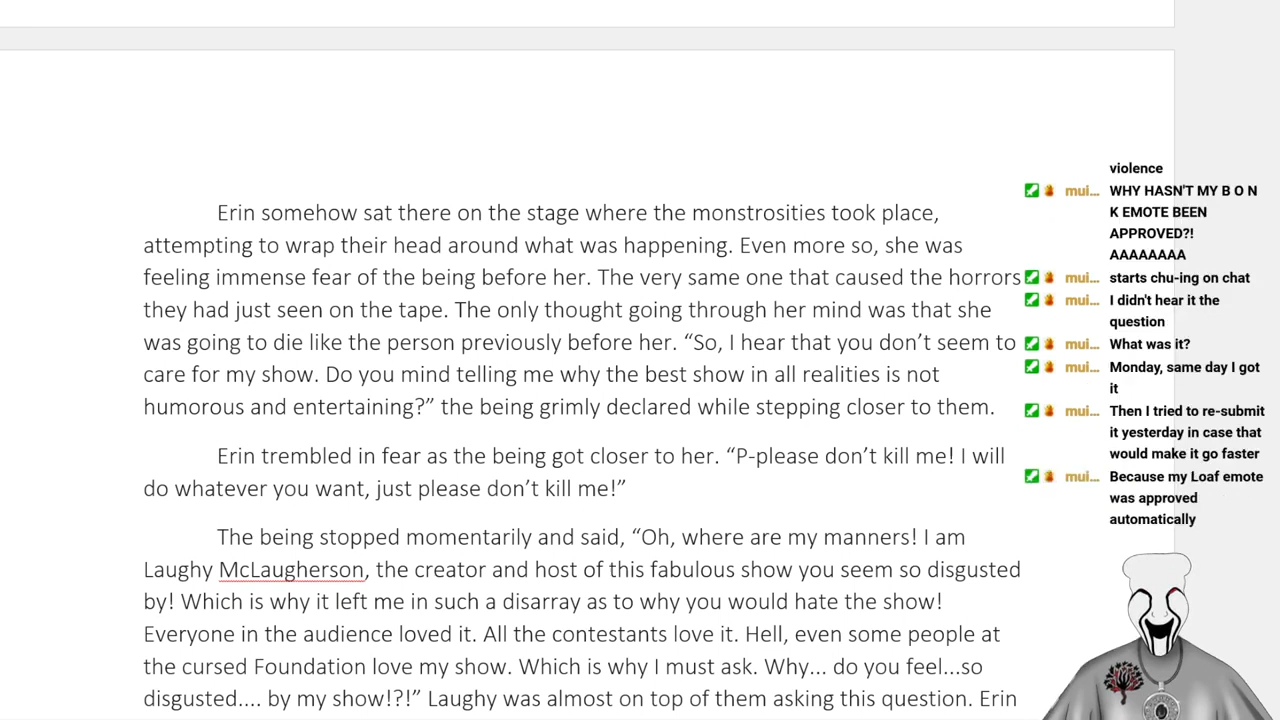 Erin somehow sat there on the stage where the monstrosities took place,
attempting to wrap their head around what was happening. Even more so, she was
feeling immense fear of the being before her. The very same one that caused the horrors
they had just seen on the tape. The only thought going through her mind was that she
was going to die like the person previously before her. “So, I hear that you don’t seem to
care for my show. Do you mind telling me why the best show in all realities is not
humorous and entertaining?” the being grimly declared while stepping closer to them.
Erin trembled in fear as the being got closer to her. “P-please don’t kill me! I will
do whatever you want, just please don’t kill me!”
The being stopped momentarily and said, “Oh, where are my manners! I am
Laughy McLaugherson, the creator and host of this fabulous show you seem so disgusted
by! Which is why it left me in such a disarray as to why you would hate the show!
Everyone in the audience loved it. All the contestants love it. Hell, even some people at
the cursed Foundation love my show. Which is why I must ask. Why... do you feel...so
disgusted.... by my show!?!” Laughy was almost on top of them asking this question. Erin
violence
mui... WHY HASN'T MY B O N
K EMOTE BEEN
APPROVED?!
AAAAAAAA
mui... starts chu-ing on chat
mui... I didn't hear it the
question
mui... What was it?
mui... Monday, same day I got
it
mui... Then I tried to re-submit
it yesterday in case that
would make it go faster
mui... Because my Loaf emote
was approved
automatically